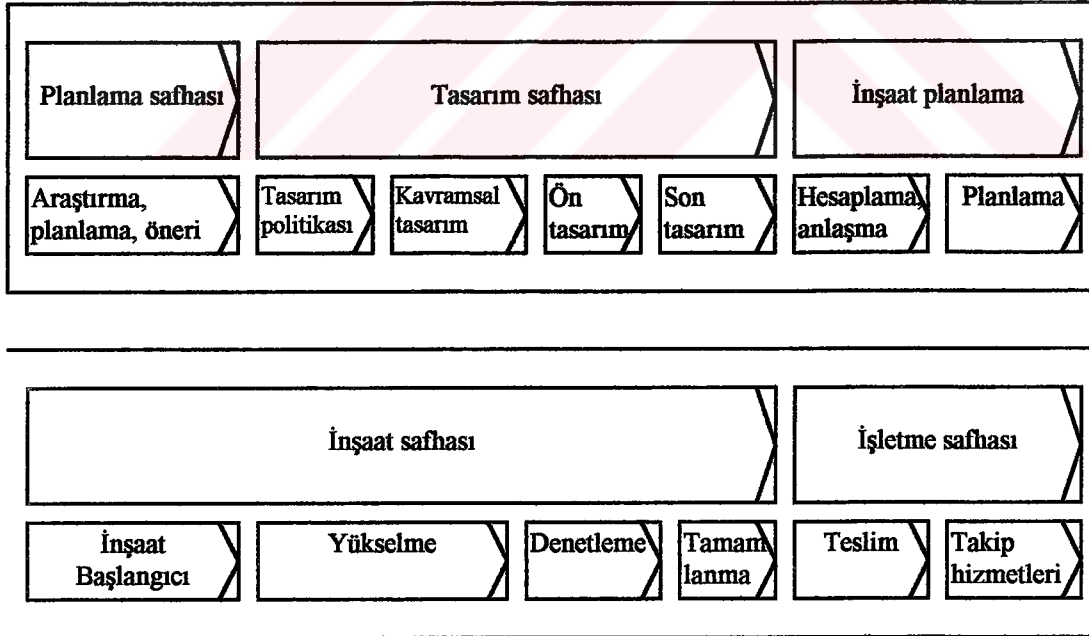 Planlama safhası
Tasarım safhası
İnşaat planlama
Araştırma,
planlama, öneri
Tasarım
politikası
Kavramsal
tasarım
Ön
tasarım
Son
tasarım
Hesaplama,
anlaşma
Planlama
İnşaat safhası
İşletme safhası
İnşaat
Başlangıcı
Yükselme
Denetleme
Tamam
lanma
Teslim
Takip
hizmetleri